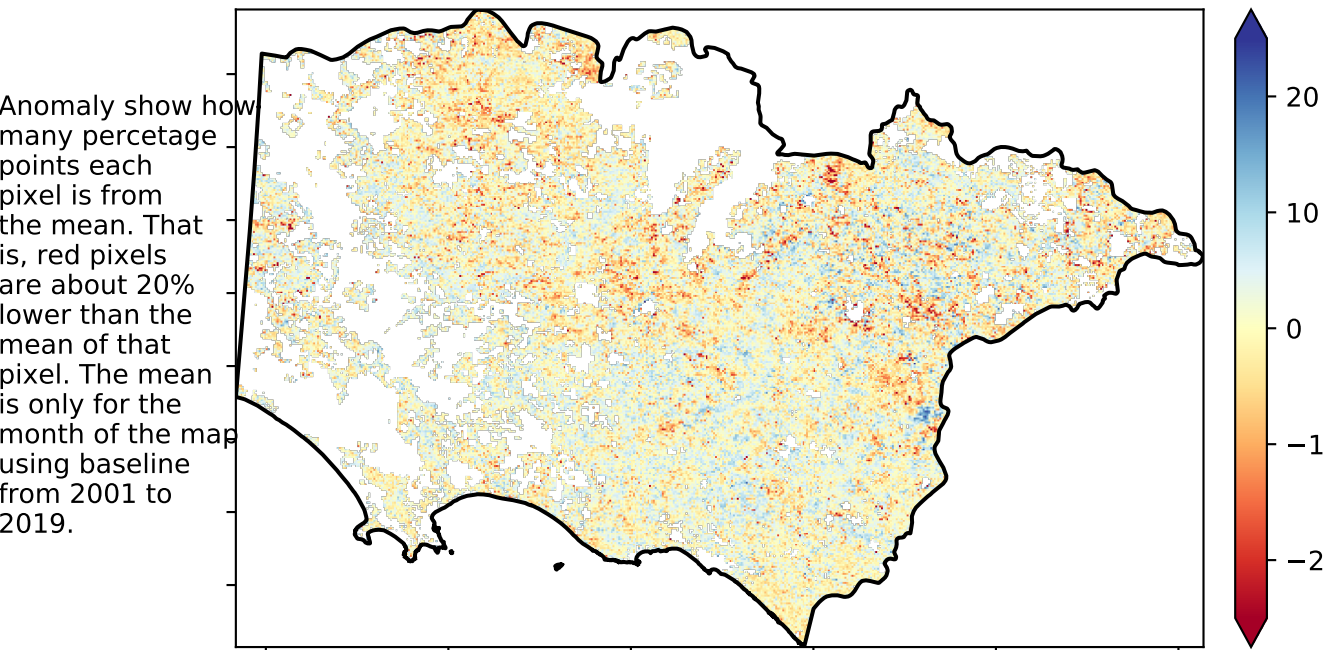 Anomaly show how
many percetage
points each
pixel is from
the mean. That
is, red pixels
are about 20%
lower than the
mean of that
pixel. The mean
is only for the
month of the map
using baseline
from 2001 to
2019.
20
10
0
−1
−2